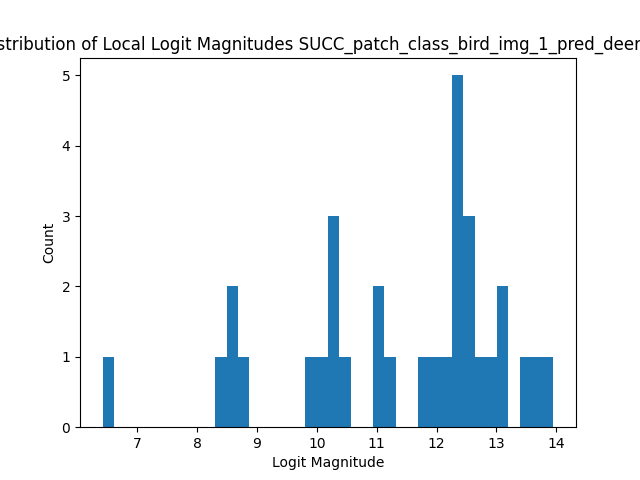 stribution of Local Logit Magnitudes SUCC_patch_class_bird_img_1_pred_deer
5
4
3
2
1
0
Count
7 8 9 10 11 12 13 14
Logit Magnitude